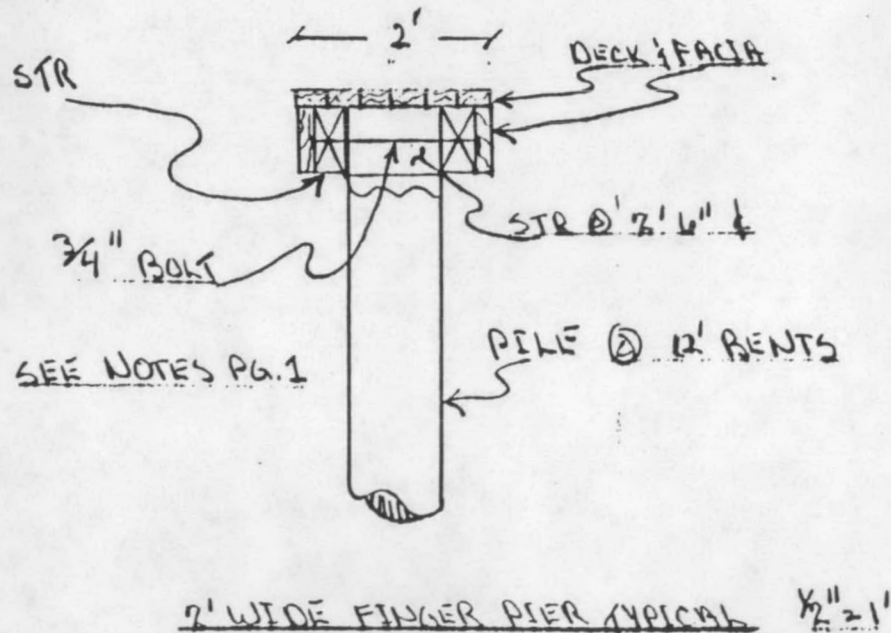 2'
DECK & FACIA
STR
STR @ 2' 6" ¢
3/4" BOLT
PILE @ 12' BENTS
SEE NOTES PG. 1
2' WIDE FINGER PIER TYPICAL 1/2" = 1'